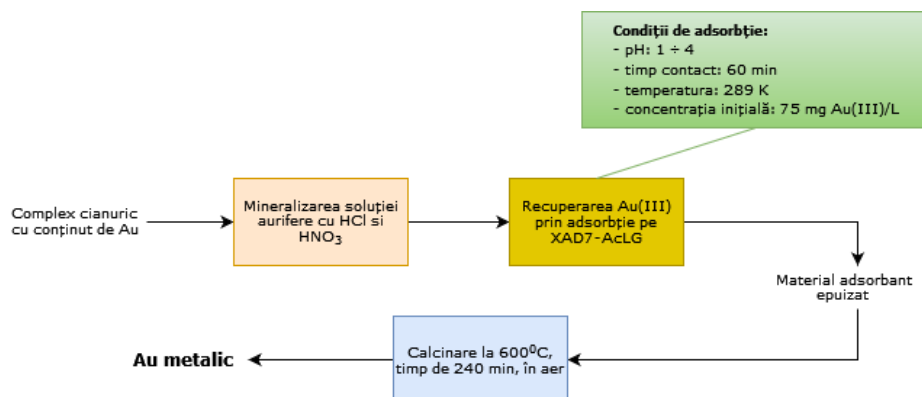 Condiții de adsorbție:
- pH: 1 ÷ 4
- timp contact: 60 min
- temperatura: 289 K
- concentrația inițială: 75 mg Au(III)/L
Complex cianuric
cu conținut de Au
Mineralizarea soluției
aurifere cu HCl si
HNO₃
Recuperarea Au(III)
prin adsorbție pe
XAD7-AcLG
Material adsorbant
epuizat
Calcinare la 600⁰C,
timp de 240 min, în aer
Au metalic